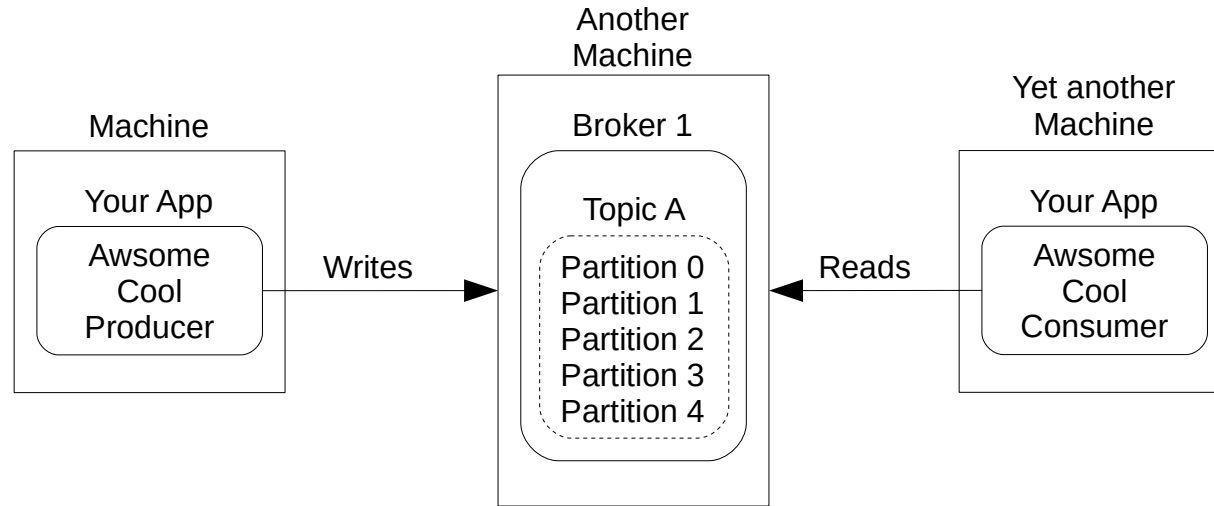 Machine
Your App
Awsome
Cool
Producer
Writes
Another
Machine
Broker 1
Topic A
Partition 0
Partition 1
Partition 2
Partition 3
Partition 4
Reads
Yet another
Machine
Your App
Awsome
Cool
Consumer